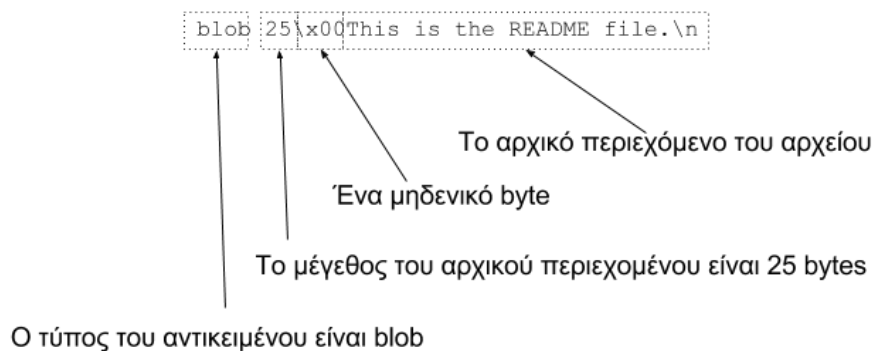 blob 25\x00This is the README file.\n
Το αρχικό περιεχόμενο του αρχείου
Ένα μηδενικό byte
Το μέγεθος του αρχικού περιεχομένου είναι 25 bytes
Ο τύπος του αντικειμένου είναι blob